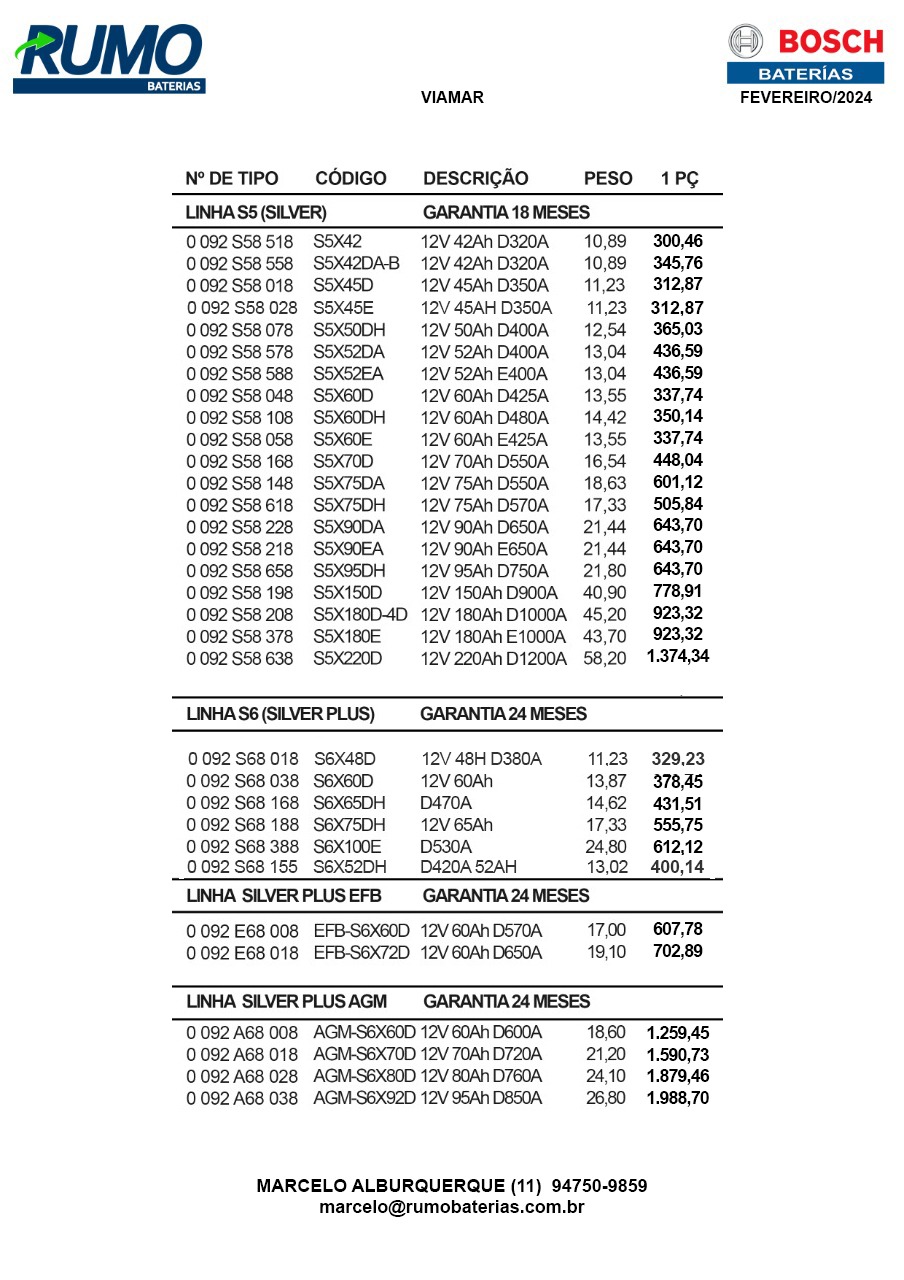 RUMO
BATERIAS
BOSCH
BATERÍAS
VIAMAR FEVEREIRO/2024
Nº DE TIPO CÓDIGO DESCRIÇÃO PESO 1 PÇ
LINHA S5 (SILVER) GARANTIA 18 MESES
0 092 S58 518 S5X42 12V 42Ah D320A 10,89 300,46
0 092 S58 558 S5X42DA-B 12V 42Ah D320A 10,89 345,76
0 092 S58 018 S5X45D 12V 45Ah D350A 11,23 312,87
0 092 S58 028 S5X45E 12V 45AH D350A 11,23 312,87
0 092 S58 078 S5X50DH 12V 50Ah D400A 12,54 365,03
0 092 S58 578 S5X52DA 12V 52Ah D400A 13,04 436,59
0 092 S58 588 S5X52EA 12V 52Ah E400A 13,04 436,59
0 092 S58 048 S5X60D 12V 60Ah D425A 13,55 337,74
0 092 S58 108 S5X60DH 12V 60Ah D480A 14,42 350,14
0 092 S58 058 S5X60E 12V 60Ah E425A 13,55 337,74
0 092 S58 168 S5X70D 12V 70Ah D550A 16,54 448,04
0 092 S58 148 S5X75DA 12V 75Ah D550A 18,63 601,12
0 092 S58 618 S5X75DH 12V 75Ah D570A 17,33 505,84
0 092 S58 228 S5X90DA 12V 90Ah D650A 21,44 643,70
0 092 S58 218 S5X90EA 12V 90Ah E650A 21,44 643,70
0 092 S58 658 S5X95DH 12V 95Ah D750A 21,80 643,70
0 092 S58 198 S5X150D 12V 150Ah D900A 40,90 778,91
0 092 S58 208 S5X180D-4D 12V 180Ah D1000A 45,20 923,32
0 092 S58 378 S5X180E 12V 180Ah E1000A 43,70 923,32
0 092 S58 638 S5X220D 12V 220Ah D1200A 58,20 1.374,34
LINHA S6 (SILVER PLUS) GARANTIA 24 MESES
0 092 S68 018 S6X48D 12V 48H D380A 11,23 329,23
0 092 S68 038 S6X60D 12V 60Ah 13,87 378,45
0 092 S68 168 S6X65DH D470A 14,62 431,51
0 092 S68 188 S6X75DH 12V 65Ah 17,33 555,75
0 092 S68 388 S6X100E D530A 24,80 612,12
0 092 S68 155 S6X52DH D420A 52AH 13,02 400,14
LINHA SILVER PLUS EFB GARANTIA 24 MESES
0 092 E68 008 EFB-S6X60D 12V 60Ah D570A 17,00 607,78
0 092 E68 018 EFB-S6X72D 12V 60Ah D650A 19,10 702,89
LINHA SILVER PLUS AGM GARANTIA 24 MESES
0 092 A68 008 AGM-S6X60D 12V 60Ah D600A 18,60 1.259,45
0 092 A68 018 AGM-S6X70D 12V 70Ah D720A 21,20 1.590,73
0 092 A68 028 AGM-S6X80D 12V 80Ah D760A 24,10 1.879,46
0 092 A68 038 AGM-S6X92D 12V 95Ah D850A 26,80 1.988,70
MARCELO ALBURQUERQUE (11) 94750-9859
marcelo@rumobaterias.com.br